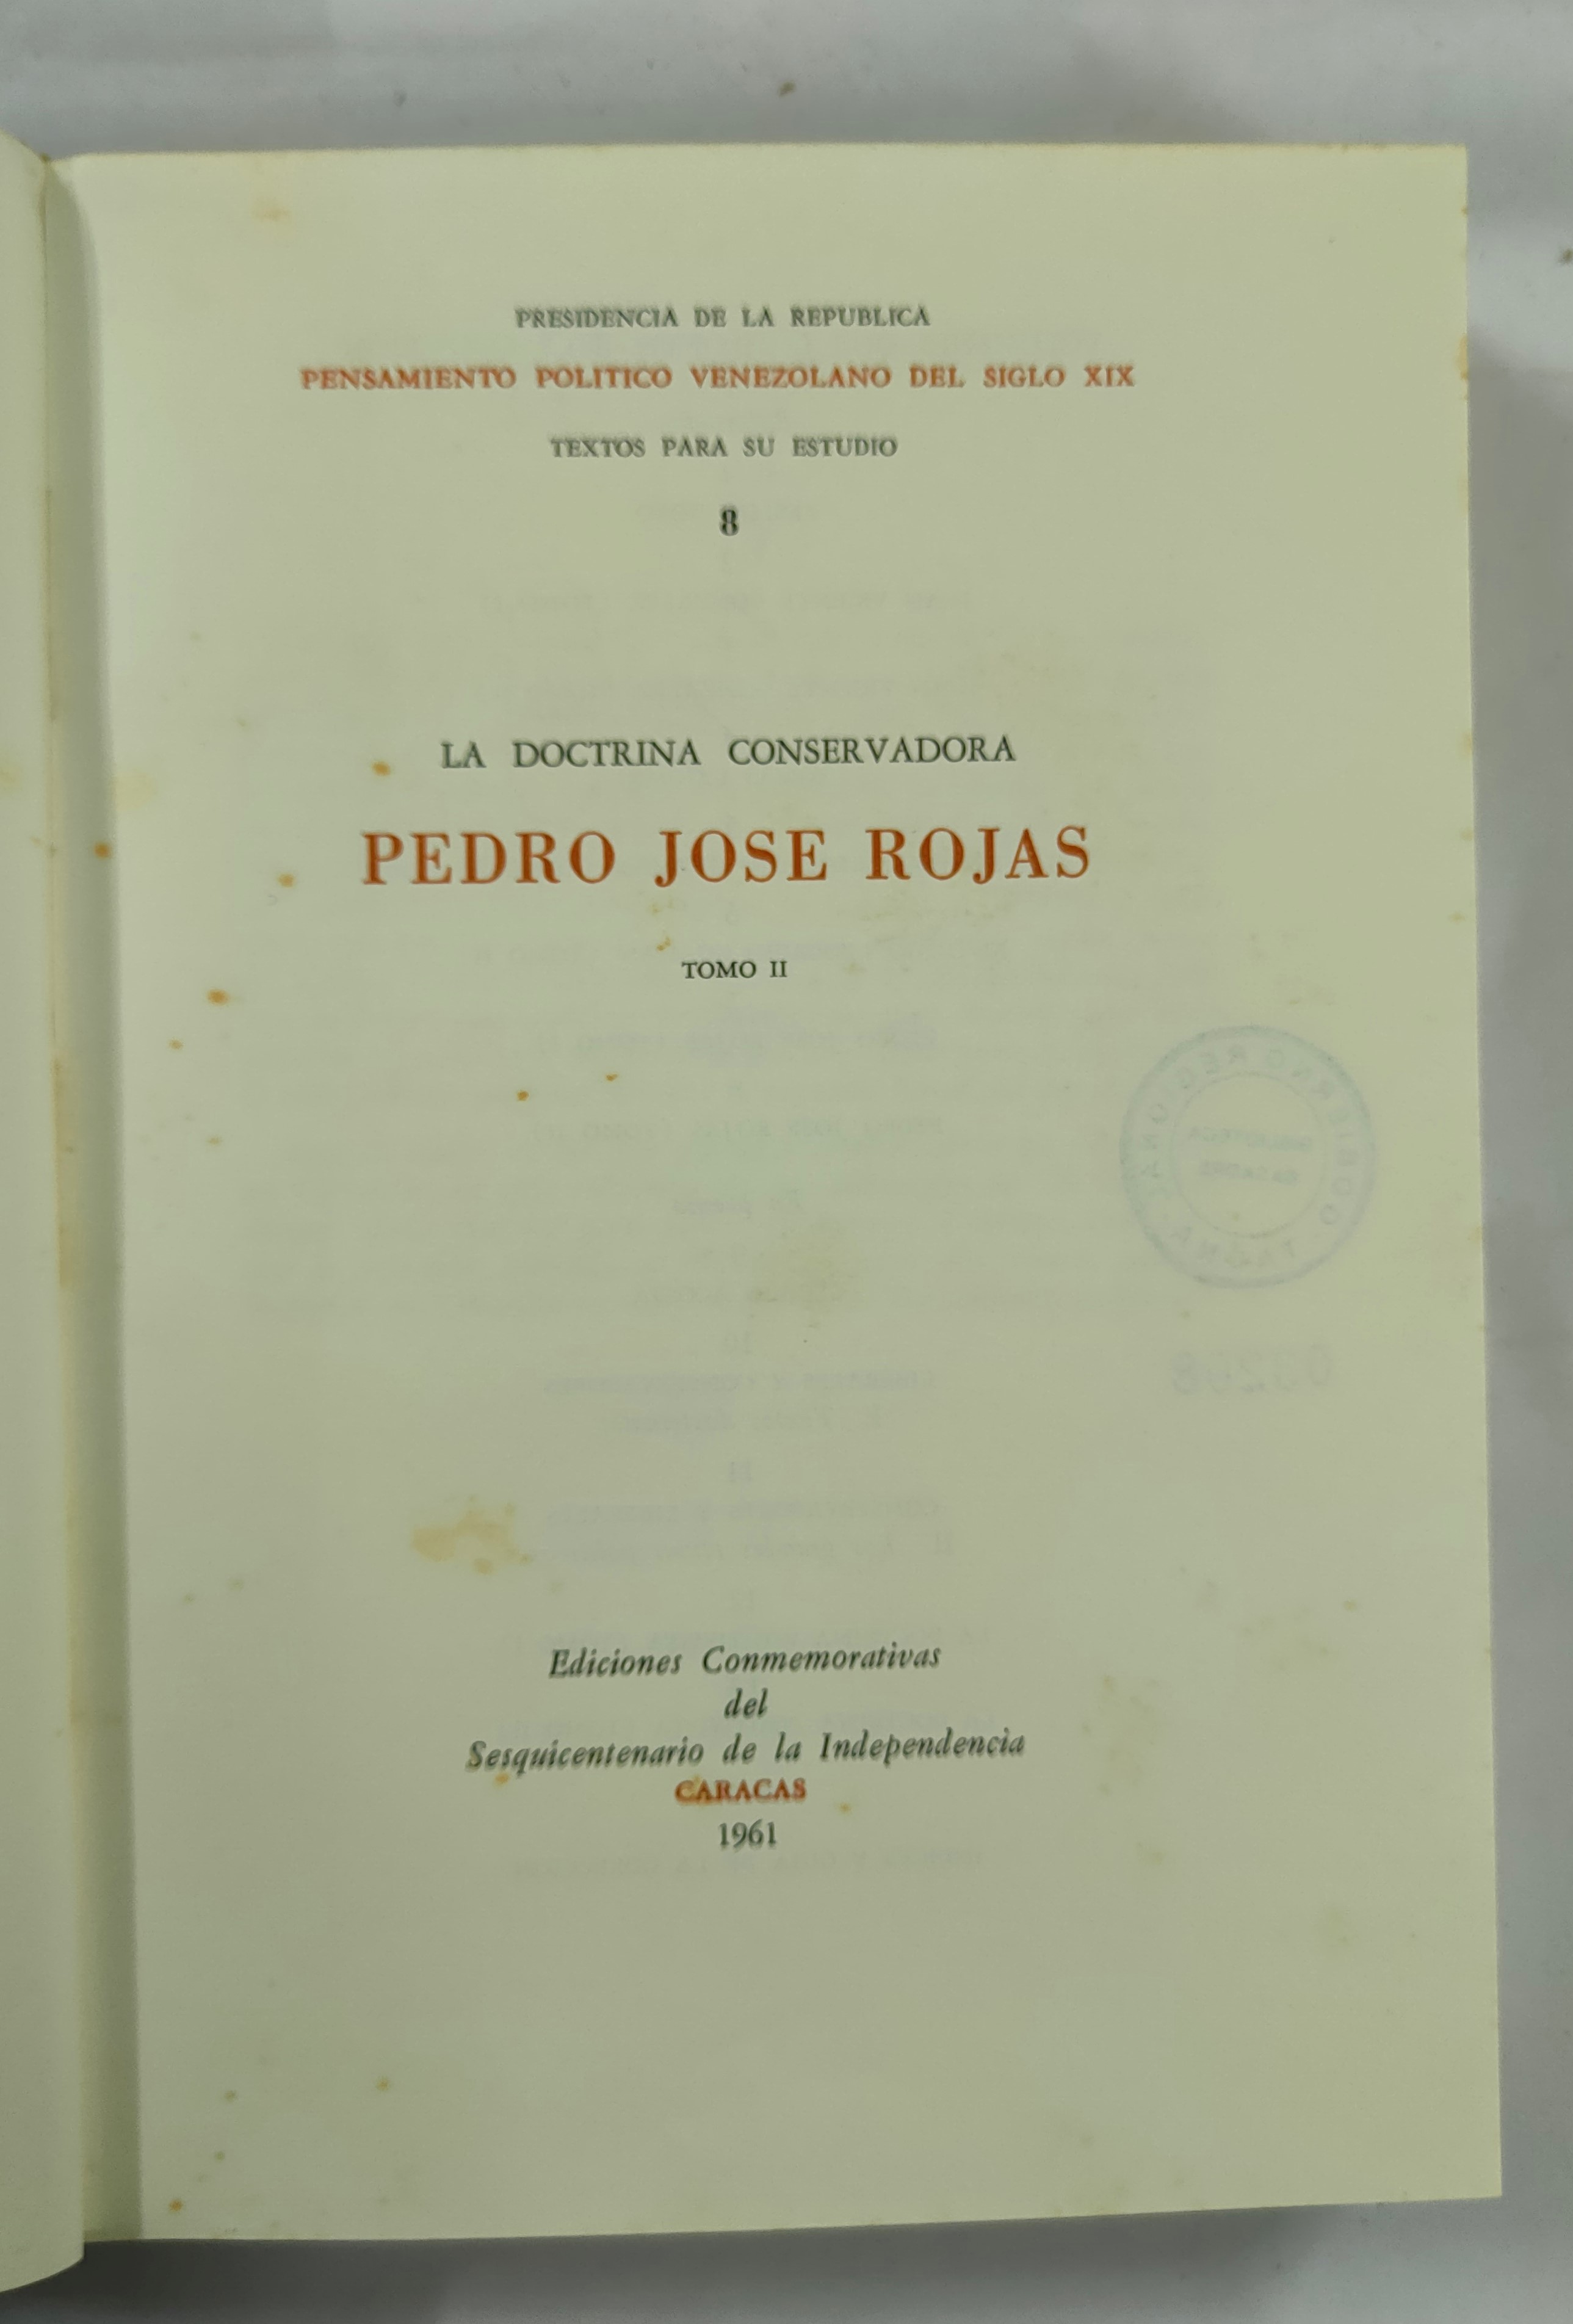 PRESIDENCIA DE LA REPUBLICA
PENSAMIENTO POLITICO VENEZOLANO DEL SIGLO XIX
TEXTOS PARA SU ESTUDIO
8
LA DOCTRINA CONSERVADORA
PEDRO JOSE ROJAS
TOMO II
Ediciones Conmemorativas
del
Sesquicentenario de la Independencia
CARACAS
1961